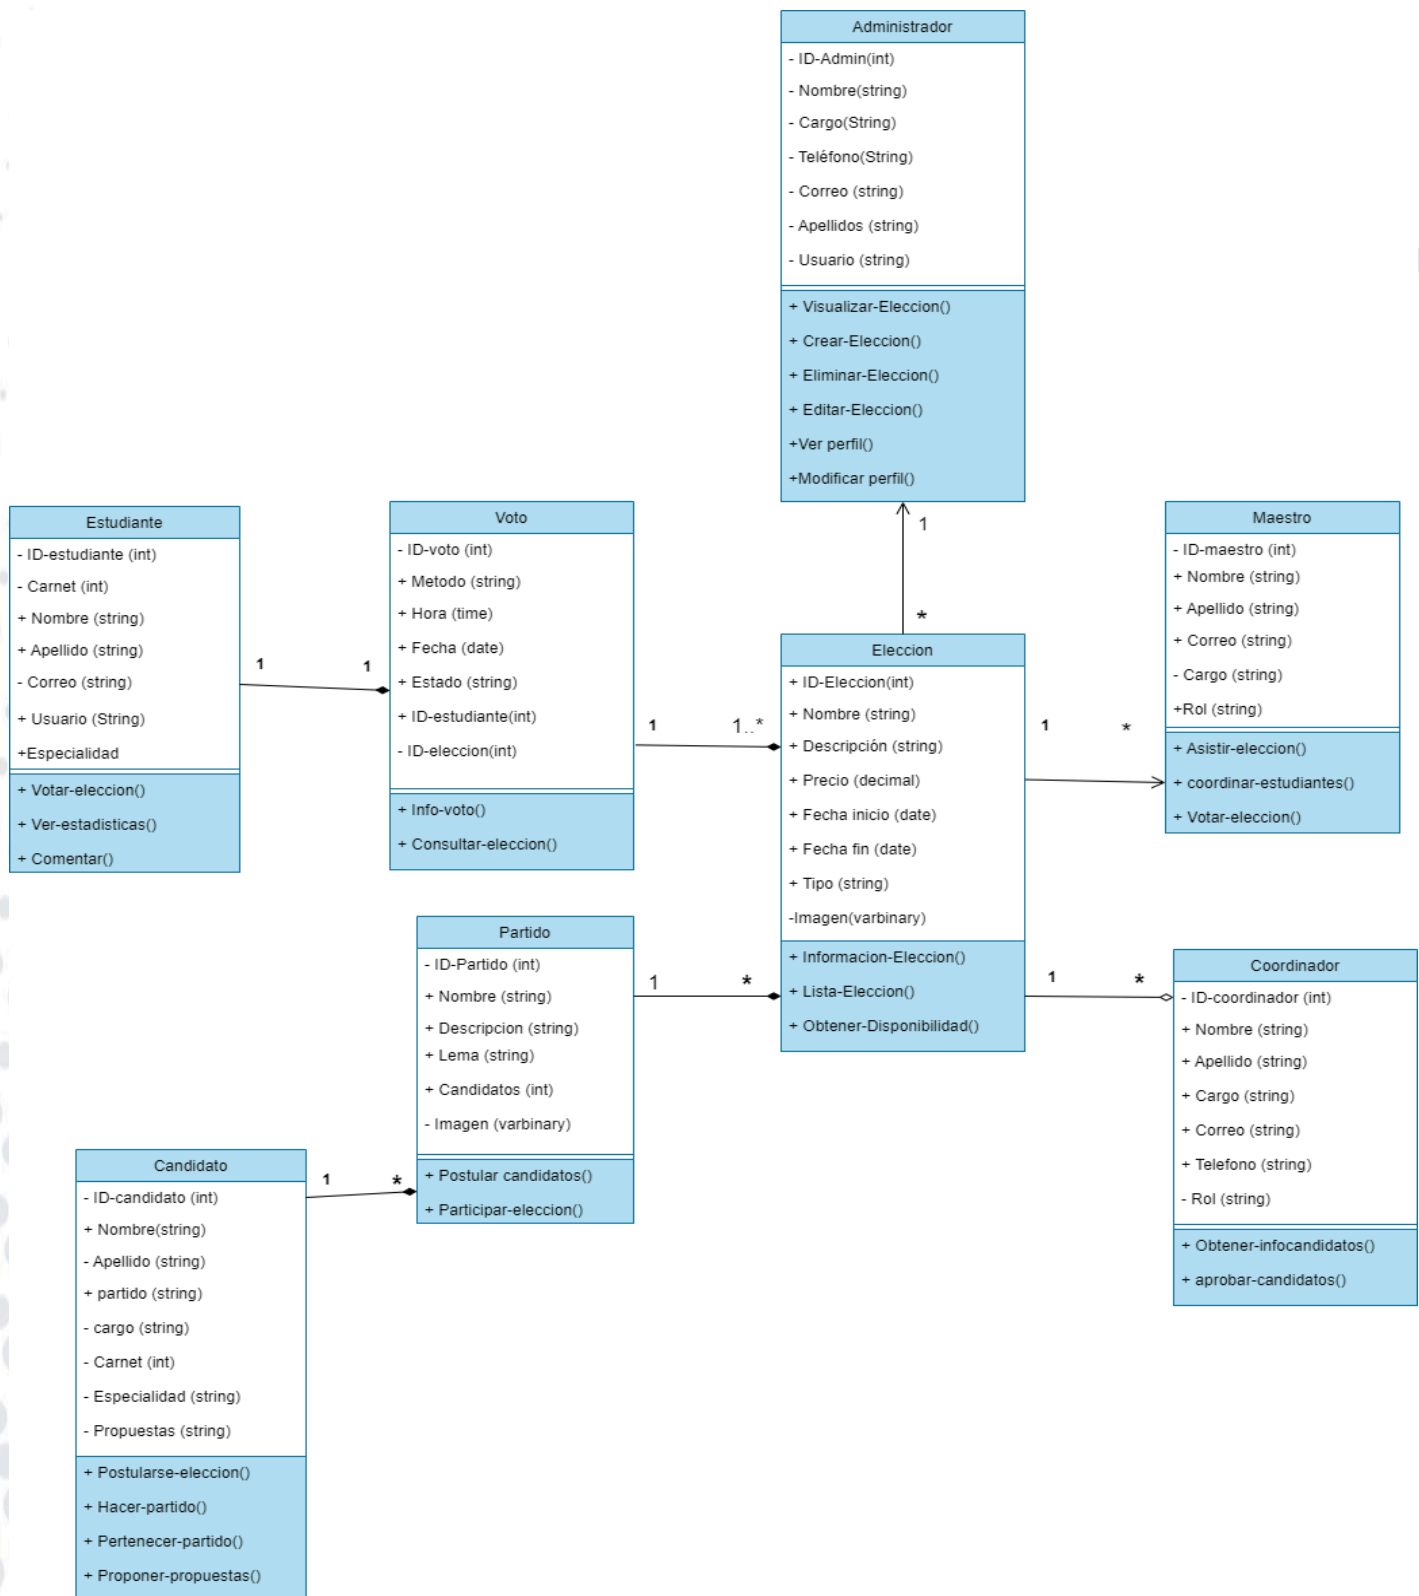 Administrador
- ID-Admin(int)
- Nombre(string)
- Cargo(String)
- Teléfono(String)
- Correo (string)
- Apellidos (string)
- Usuario (string)
+ Visualizar-Eleccion()
+ Crear-Eleccion()
+ Eliminar-Eleccion()
+ Editar-Eleccion()
+Ver perfil()
+Modificar perfil()
1
*
Estudiante
- ID-estudiante (int)
- Carnet (int)
+ Nombre (string)
+ Apellido (string)
- Correo (string)
+ Usuario (String)
+Especialidad
+ Votar-eleccion()
+ Ver-estadisticas()
+ Comentar()
1
1
Voto
- ID-voto (int)
+ Metodo (string)
+ Hora (time)
+ Fecha (date)
+ Estado (string)
+ ID-estudiante(int)
- ID-eleccion(int)
+ Info-voto()
+ Consultar-eleccion()
1
1..*
Eleccion
+ ID-Eleccion(int)
+ Nombre (string)
+ Descripción (string)
+ Precio (decimal)
+ Fecha inicio (date)
+ Fecha fin (date)
+ Tipo (string)
-Imagen(varbinary)
+ Informacion-Eleccion()
+ Lista-Eleccion()
+ Obtener-Disponibilidad()
1
*
Maestro
- ID-maestro (int)
+ Nombre (string)
+ Apellido (string)
+ Correo (string)
- Cargo (string)
+Rol (string)
+ Asistir-eleccion()
+ coordinar-estudiantes()
+ Votar-eleccion()
Partido
- ID-Partido (int)
+ Nombre (string)
+ Descripcion (string)
+ Lema (string)
+ Candidatos (int)
- Imagen (varbinary)
+ Postular candidatos()
+ Participar-eleccion()
1
*
1
*
Coordinador
- ID-coordinador (int)
+ Nombre (string)
+ Apellido (string)
+ Cargo (string)
+ Correo (string)
+ Telefono (string)
- Rol (string)
+ Obtener-infocandidatos()
+ aprobar-candidatos()
Candidato
- ID-candidato (int)
+ Nombre(string)
- Apellido (string)
+ partido (string)
- cargo (string)
- Carnet (int)
- Especialidad (string)
- Propuestas (string)
+ Postularse-eleccion()
+ Hacer-partido()
+ Pertenecer-partido()
+ Proponer-propuestas()
1
*